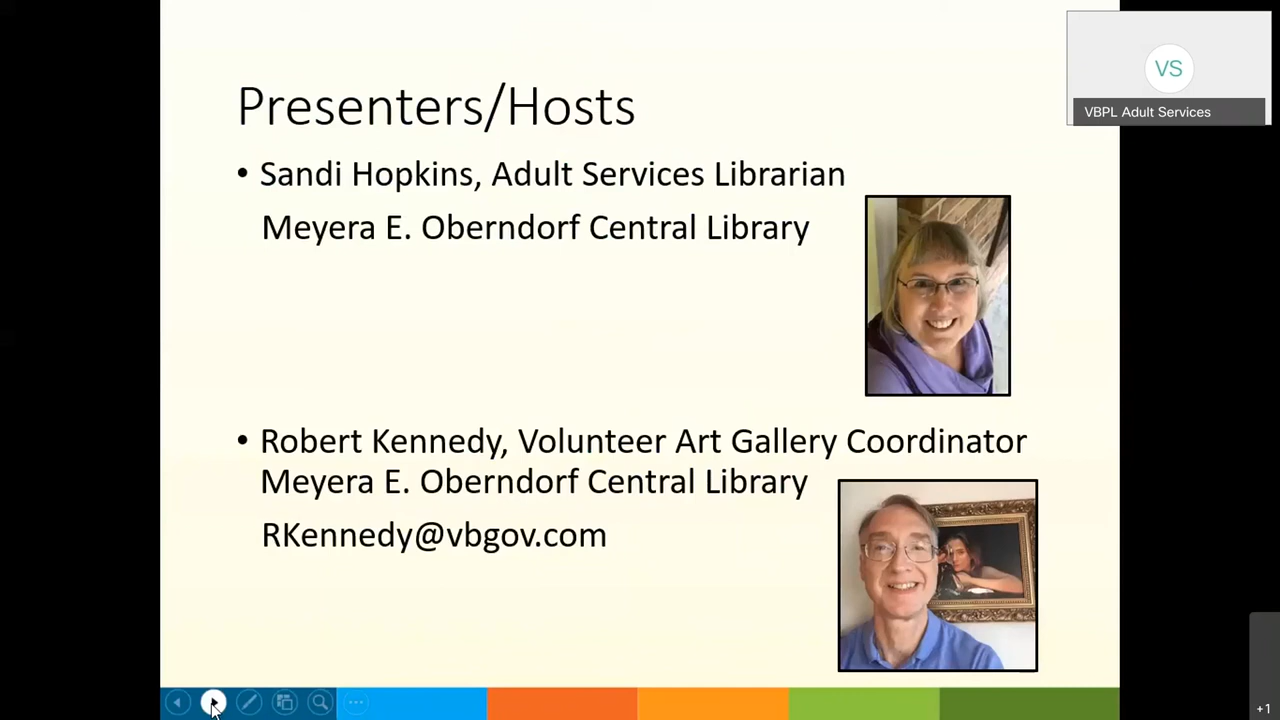 Presenters/Hosts
• Sandi Hopkins, Adult Services Librarian
Meyera E. Oberndorf Central Library
• Robert Kennedy, Volunteer Art Gallery Coordinator
Meyera E. Oberndorf Central Library
RKennedy@vbgov.com
VS
VBPL Adult Services
+1